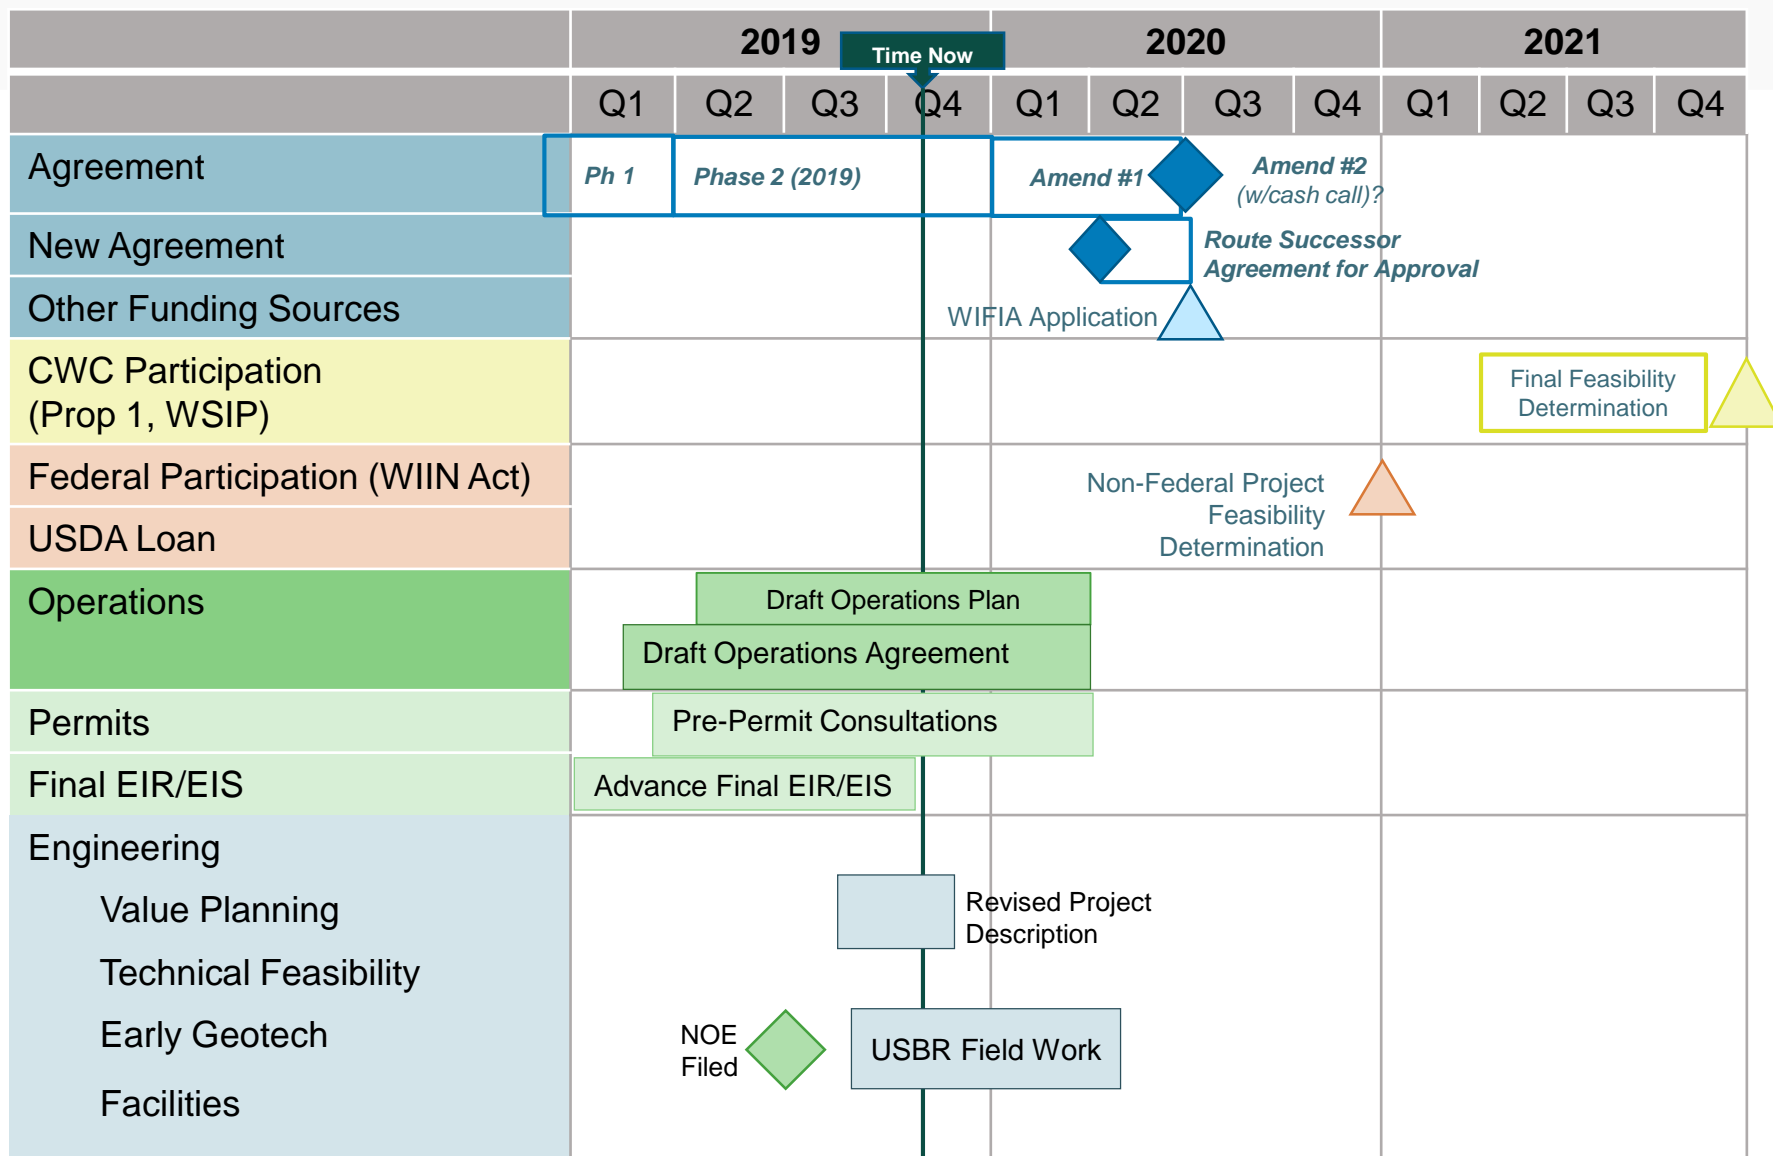 2019
Time Now
2020
2021
Q1 Q2 Q3 Q4 Q1 Q2 Q3 Q4 Q1 Q2 Q3 Q4
Agreement
Ph 1
Phase 2 (2019)
Amend #1
Amend #2
(w/cash call)?
New Agreement
Route Successor
Agreement for Approval
Other Funding Sources
WIFIA Application
CWC Participation
(Prop 1, WSIP)
Final Feasibility
Determination
Federal Participation (WIIN Act)
Non-Federal Project
Feasibility
Determination
USDA Loan
Operations
Draft Operations Plan
Draft Operations Agreement
Permits
Pre-Permit Consultations
Final EIR/EIS
Advance Final EIR/EIS
Engineering
Value Planning
Revised Project
Description
Technical Feasibility
Early Geotech
NOE
Filed
USBR Field Work
Facilities